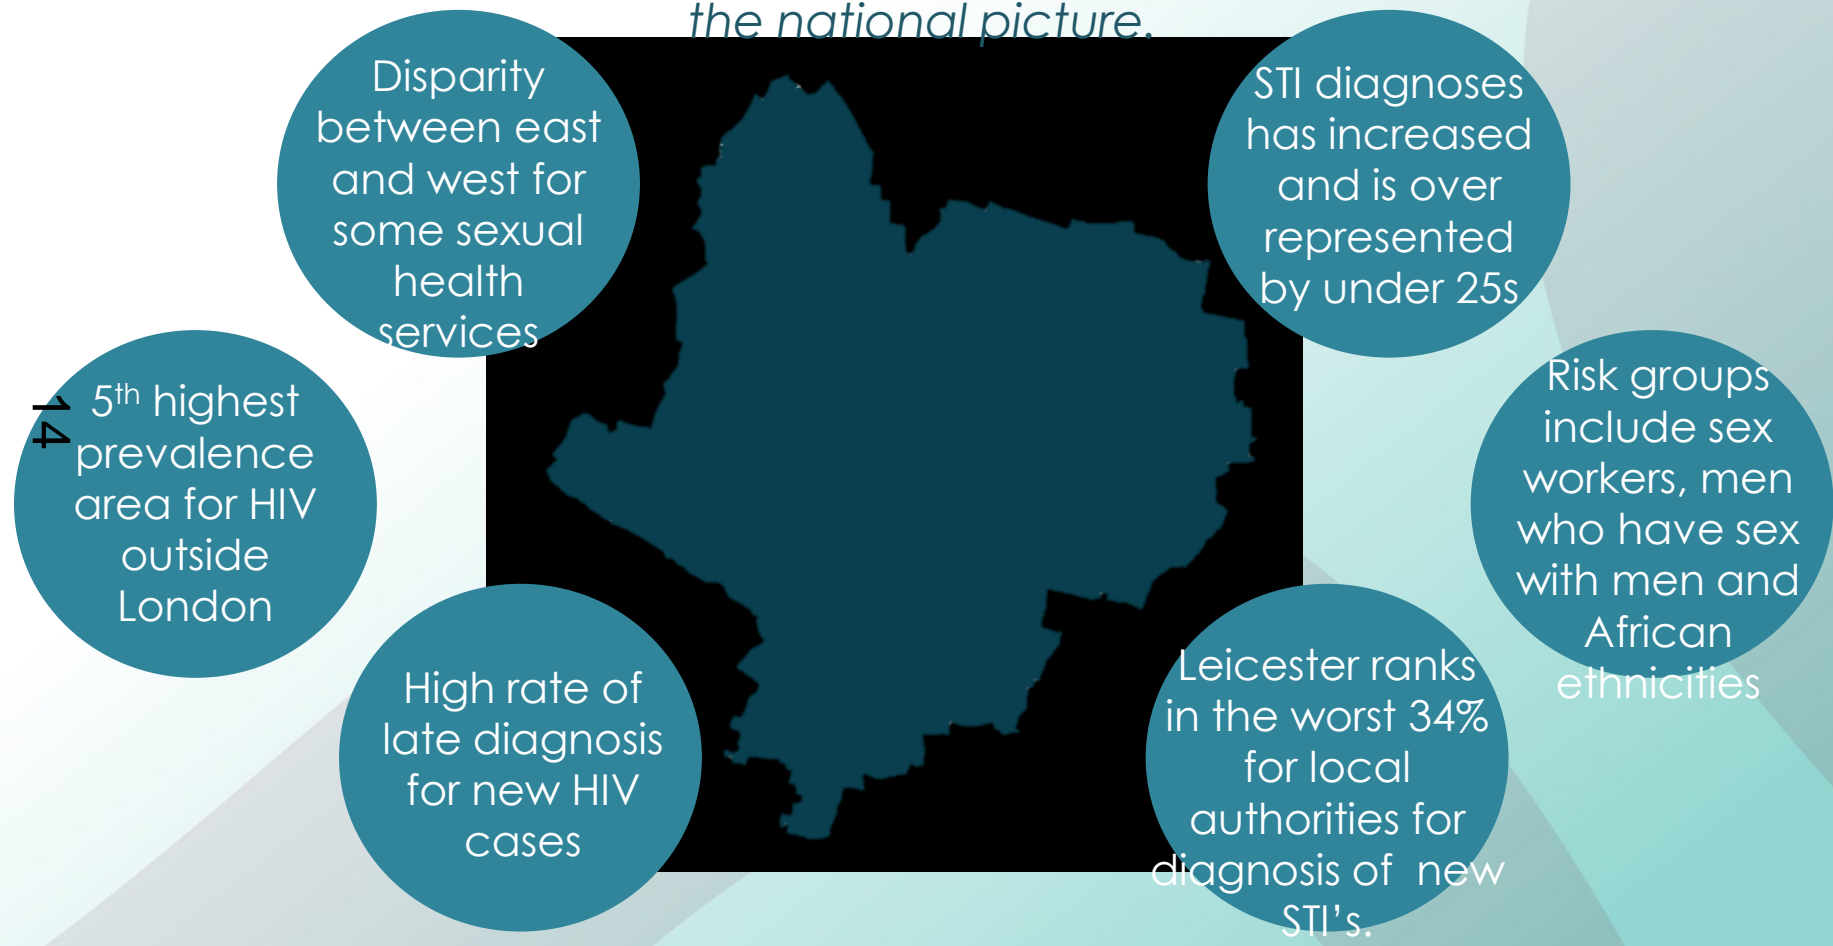 the national picture.
Disparity
between east
and west for
some sexual
health
services
STI diagnoses
has increased
and is over
represented
by under 25s
5th highest
prevalence
area for HIV
outside
London
14
Risk groups
include sex
workers, men
who have sex
with men and
African
ethnicities
High rate of
late diagnosis
for new HIV
cases
Leicester ranks
in the worst 34%
for local
authorities for
diagnosis of  new
STI’s.